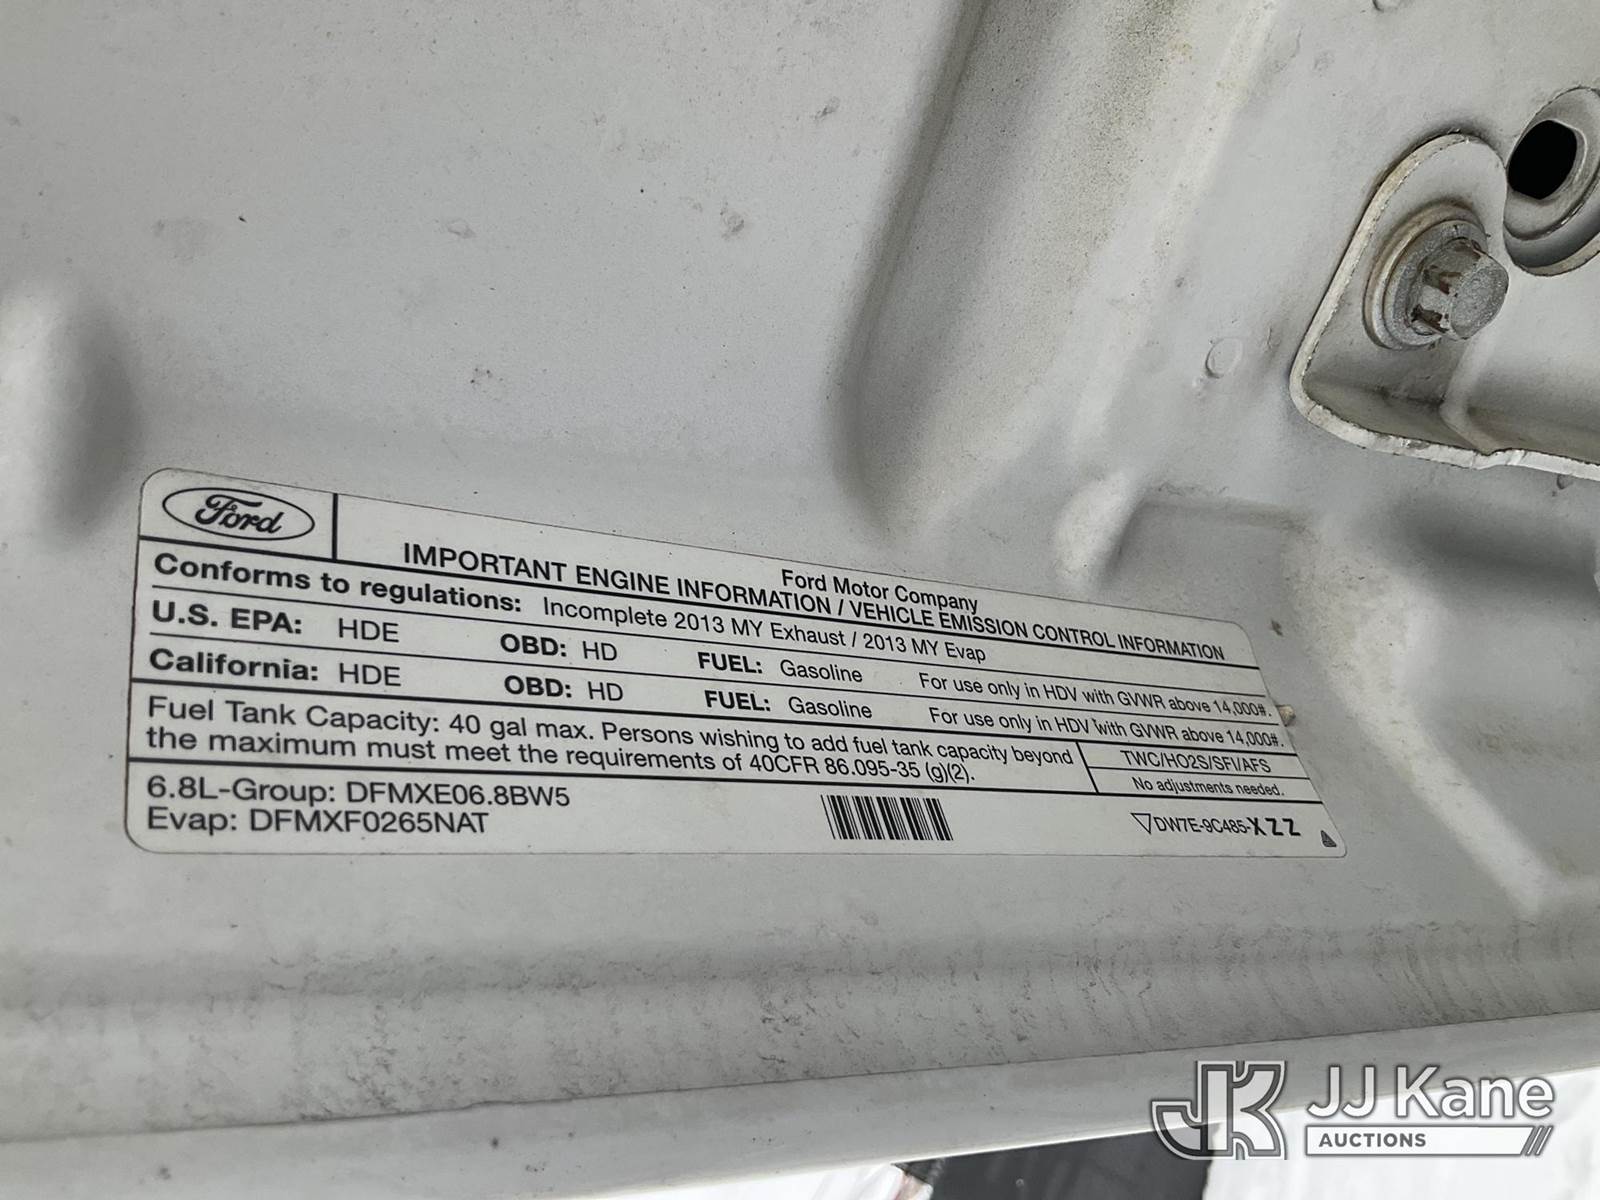 Ford
Ford Motor Company
IMPORTANT ENGINE INFORMATION / VEHICLE EMISSION CONTROL INFORMATION
Conforms to regulations: Incomplete 2013 MY Exhaust / 2013 MY Evap
U.S. EPA: HDE OBD: HD FUEL: Gasoline For use only in HDV with GVWR above 14,000#.
California: HDE OBD: HD FUEL: Gasoline For use only in HDV with GVWR above 14,000#.
Fuel Tank Capacity: 40 gal max. Persons wishing to add fuel tank capacity beyond
the maximum must meet the requirements of 40CFR 86.095-35 (g)(2).
TWC/HO2S/SFI/AFS
No adjustments needed.
6.8L-Group: DFMXE06.8BW5
Evap: DFMXF0265NAT
DW7E-9C485-XZZ
JK JJ Kane
AUCTIONS